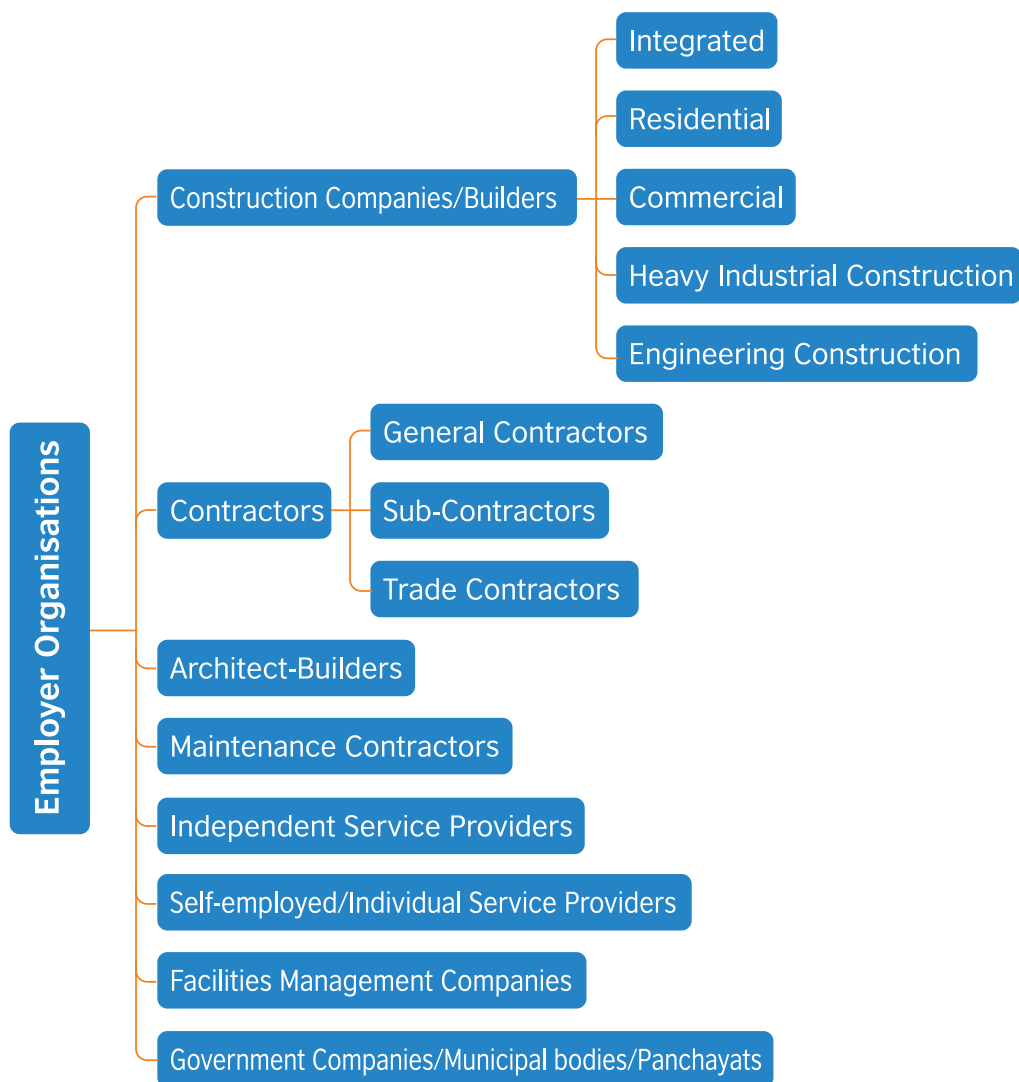 Employer Organisations
Construction Companies/Builders
Integrated
Residential
Commercial
Heavy Industrial Construction
Engineering Construction
Contractors
General Contractors
Sub-Contractors
Trade Contractors
Architect-Builders
Maintenance Contractors
Independent Service Providers
Self-employed/Individual Service Providers
Facilities Management Companies
Government Companies/Municipal bodies/Panchayats